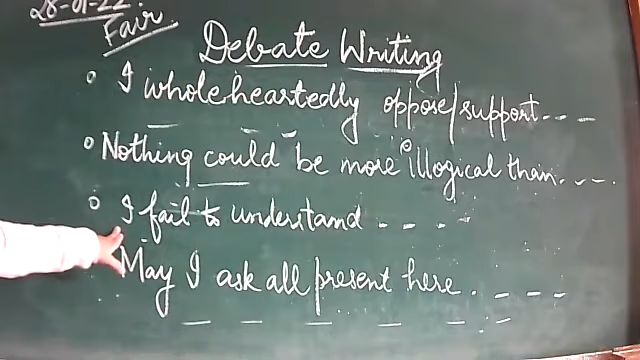 28-01-22.
Fair
Debate Writing
• I wholeheartedly oppose/support. - - -
• Nothing could be more illogical than. - . - .
• I fail to understand - - - . -
May I ask all present here . - - -